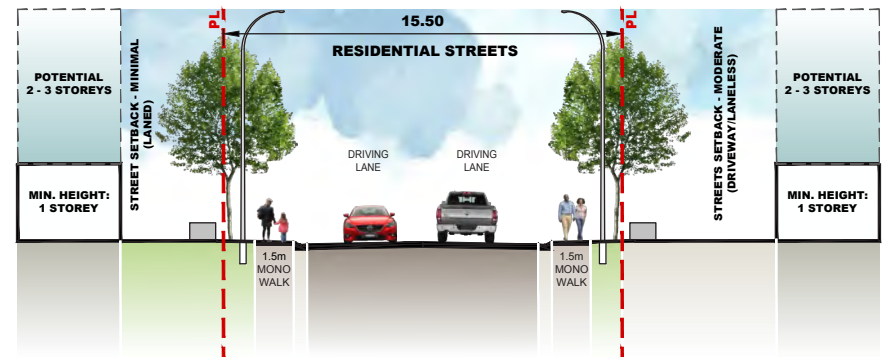 PL
15.50
PL
RESIDENTIAL STREETS
POTENTIAL
2 - 3 STOREYS
MIN. HEIGHT:
1 STOREY
STREET SETBACK - MINIMAL
(LANED)
DRIVING
LANE
DRIVING
LANE
1.5m
MONO
WALK
1.5m
MONO
WALK
STREETS SETBACK - MODERATE
(DRIVEWAY/LANELESS)
POTENTIAL
2 - 3 STOREYS
MIN. HEIGHT:
1 STOREY